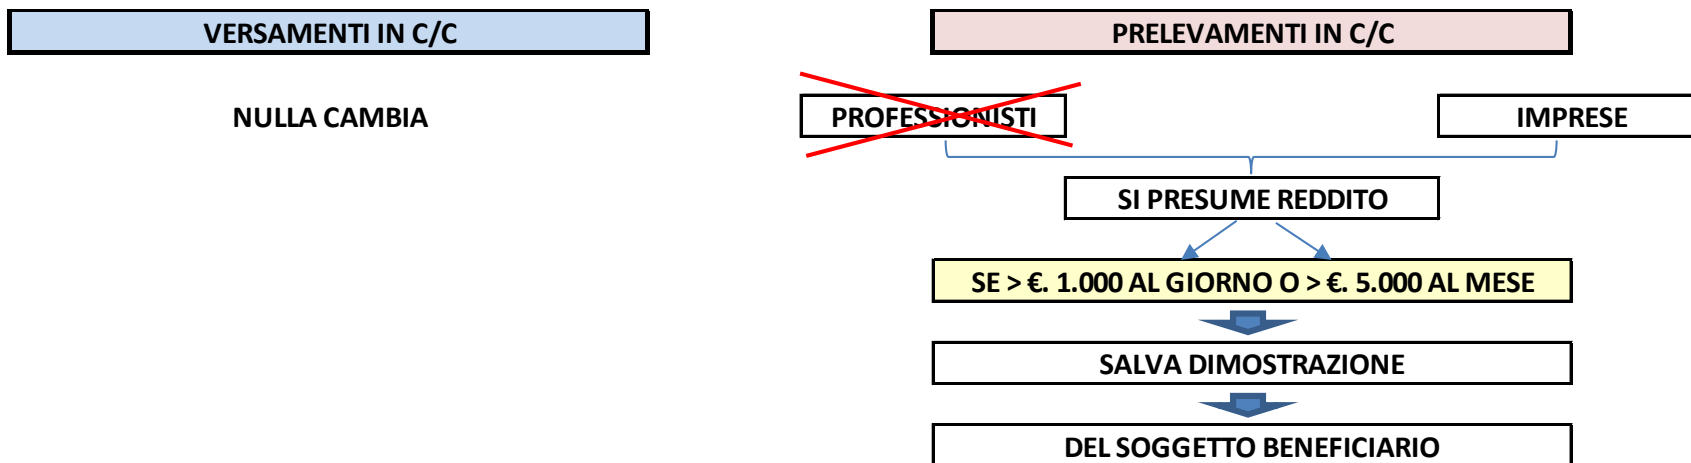 VERSAMENTI IN C/C
PRELEVAMENTI IN C/C
NULLA CAMBIA
PROFESSIONISTI
IMPRESE
SI PRESUME REDDITO
SE > €. 1.000 AL GIORNO O > €. 5.000 AL MESE
SALVA DIMOSTRAZIONE
DEL SOGGETTO BENEFICIARIO